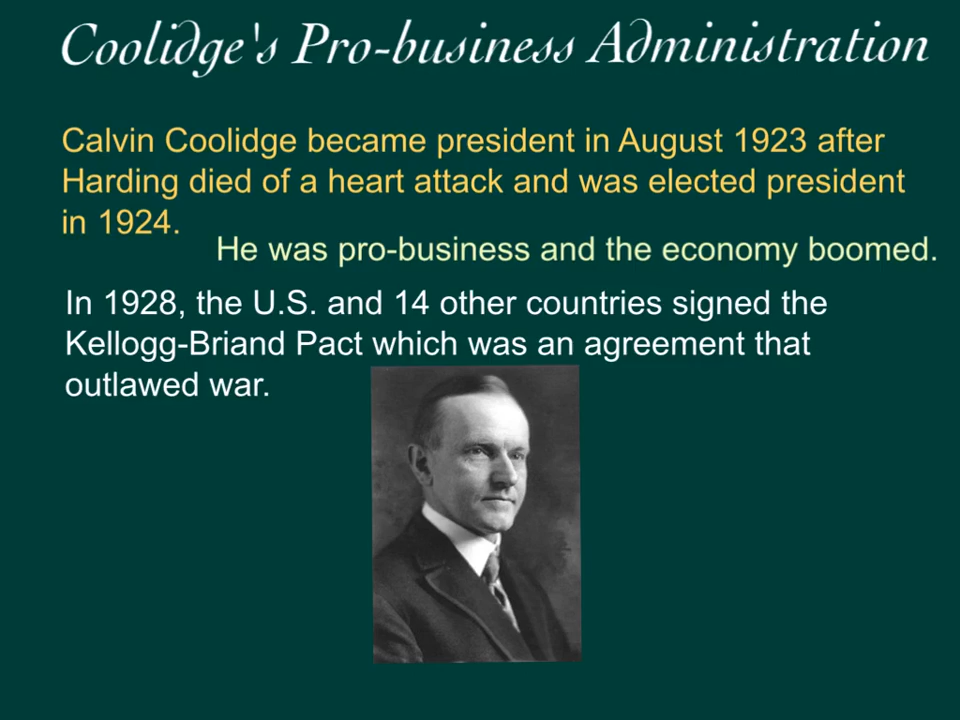 Coolidge's Pro-business Administration
Calvin Coolidge became president in August 1923 after
Harding died of a heart attack and was elected president
in 1924.
He was pro-business and the economy boomed.
In 1928, the U.S. and 14 other countries signed the
Kellogg-Briand Pact which was an agreement that
outlawed war.